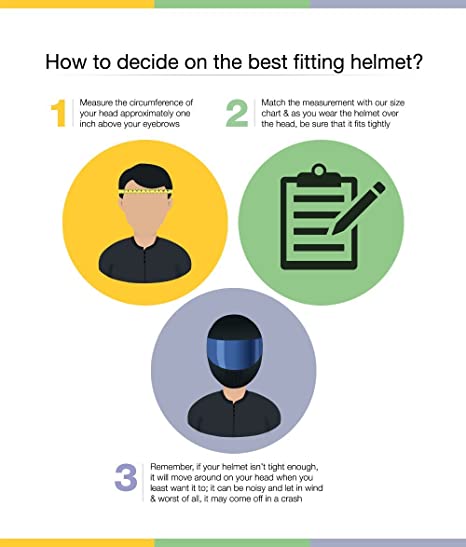 How to decide on the best fitting helmet?
1
Measure the circumference of
your head approximately one
inch above your eyebrows
2
Match the measurement with our size
chart & as you wear the helmet over
the head, be sure that it fits tightly
3
Remember, if your helmet isn't tight enough,
it will move around on your head when you
least want it to; it can be noisy and let in wind
& worst of all, it may come off in a crash